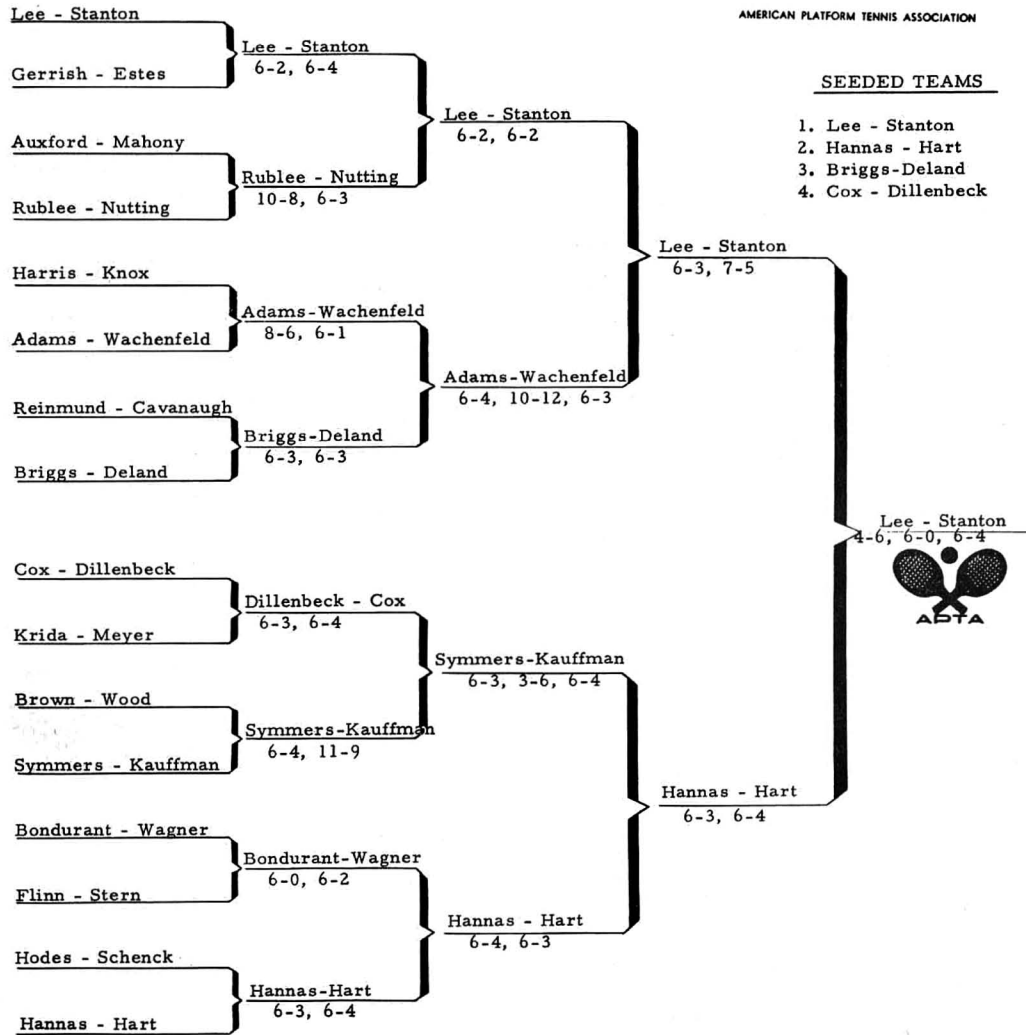 AMERICAN PLATFORM TENNIS ASSOCIATION
SEEDED TEAMS
1. Lee - Stanton
2. Hannas - Hart
3. Briggs-Deland
4. Cox - Dillenbeck
Lee - Stanton
Gerrish - Estes
Auxford - Mahony
Rublee - Nutting
Harris - Knox
Adams - Wachenfeld
Reinmund - Cavanaugh
Briggs - Deland
Cox - Dillenbeck
Krida - Meyer
Brown - Wood
Symmers - Kauffman
Bondurant - Wagner
Flinn - Stern
Hodes - Schenck
Hannas - Hart
Lee - Stanton
6-2, 6-4
Rublee - Nutting
10-8, 6-3
Adams-Wachenfeld
8-6, 6-1
Briggs-Deland
6-3, 6-3
Dillenbeck - Cox
6-3, 6-4
Symmers-Kauffman
6-4, 11-9
Bondurant-Wagner
6-0, 6-2
Hannas-Hart
6-3, 6-4
Lee - Stanton
6-2, 6-2
Adams-Wachenfeld
6-4, 10-12, 6-3
Symmers-Kauffman
6-3, 3-6, 6-4
Hannas - Hart
6-4, 6-3
Lee - Stanton
6-3, 7-5
Hannas - Hart
6-3, 6-4
Lee - Stanton
4-6, 6-0, 6-4
APTA